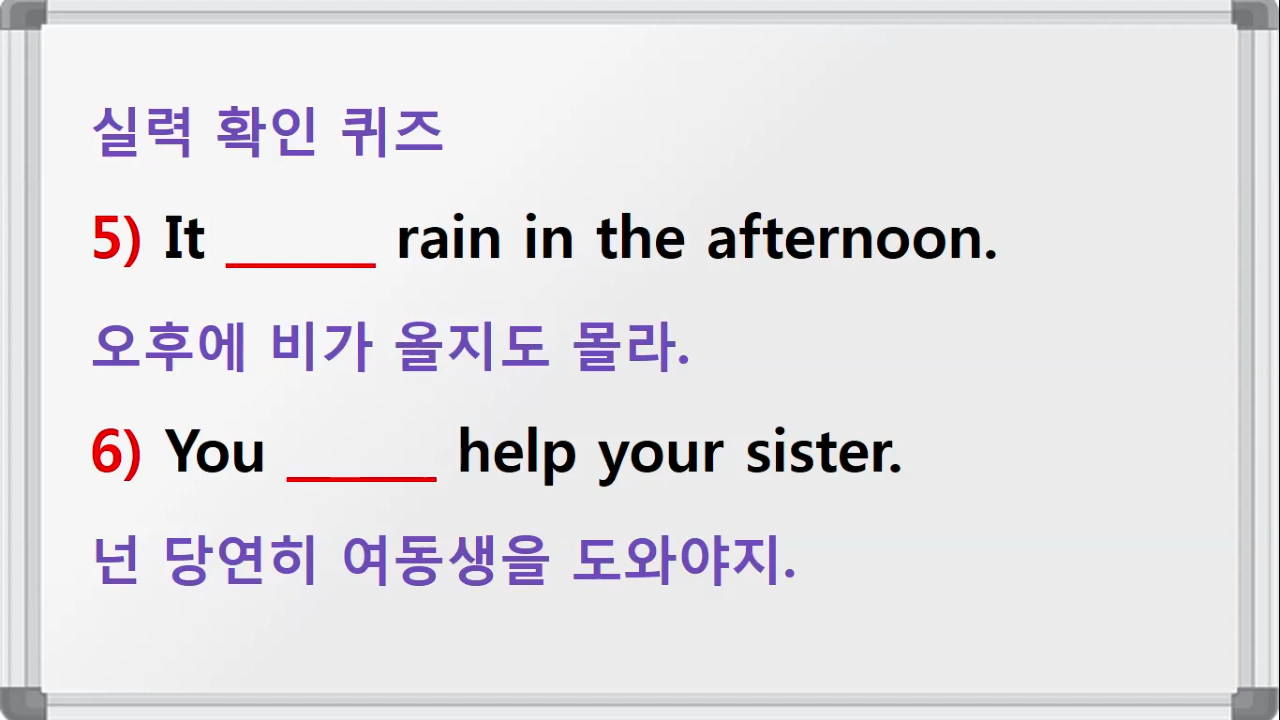 실력 확인 퀴즈
5) It _____ rain in the afternoon.
오후에 비가 올지도 몰라.
6) You _____ help your sister.
넌 당연히 여동생을 도와야지.